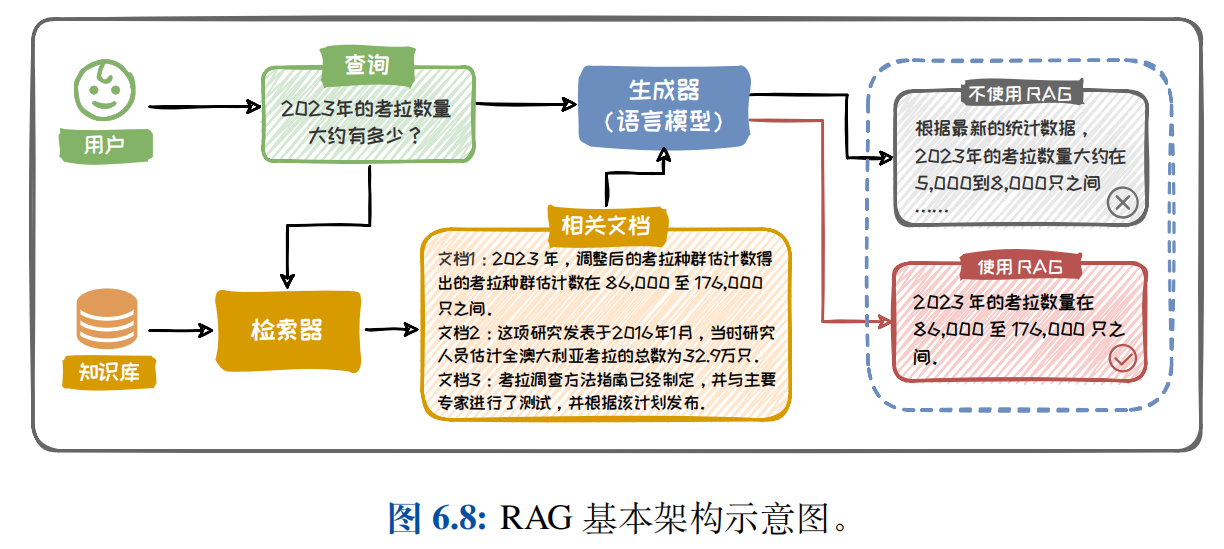 用户
查询
2023年的考拉数量
大约有多少？
生成器
（语言模型）
不使用 RAG
根据最新的统计数据，
2023年的考拉数量大约在
5,000到8,000只之间
……
使用 RAG
2023 年的考拉数量在
86,000 至 176,000 只之
间.
知识库
检索器
相关文档
文档1：2023 年，调整后的考拉种群估计数得
出的考拉种群估计数在 86,000 至 176,000
只之间.
文档2：这项研究发表于2016年1月，当时研究
人员估计全澳大利亚考拉的总数为32.9万只.
文档3：考拉调查方法指南已经制定，并与主要
专家进行了测试，并根据该计划发布.
图 6.8: RAG 基本架构示意图。